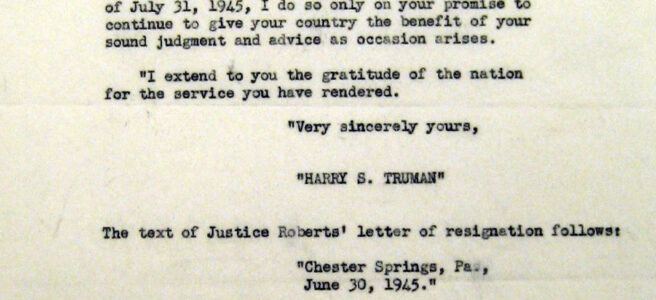 of July 31, 1945, I do so only on your promise to
continue to give your country the benefit of your
sound judgment and advice as occasion arises.
"I extend to you the gratitude of the nation
for the service you have rendered.
"Very sincerely yours,
"HARRY S. TRUMAN"
The text of Justice Roberts' letter of resignation follows:
"Chester Springs, Pa.,
June 30, 1945."